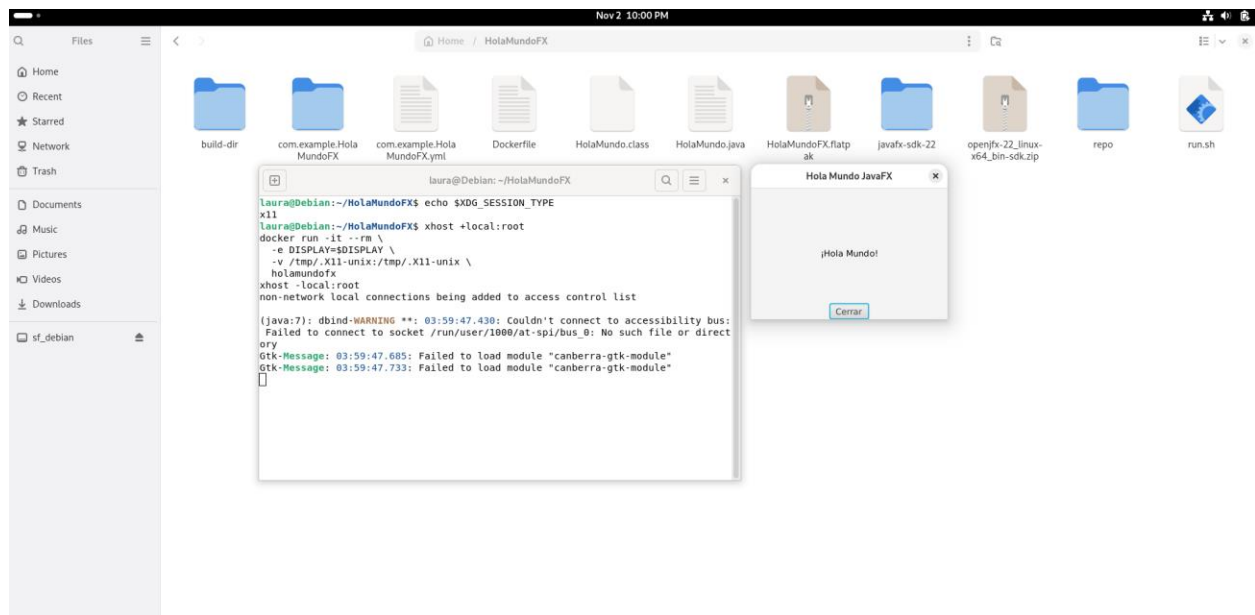 Nov 2 10:00 PM
Files
Home / HolaMundoFX
Home
Recent
Starred
Network
Trash
Documents
Music
Pictures
Videos
Downloads
sf_debian
build-dir
com.example.Hola
MundoFX
com.example.Hola
MundoFX.yml
Dockerfile
HolaMundo.class
HolaMundo.java
HolaMundoFX.flatp
ak
javafx-sdk-22
openjfx-22_linux-
x64_bin-sdk.zip
repo
run.sh
laura@Debian: ~/HolaMundoFX
laura@Debian:~/HolaMundoFX$ echo $XDG_SESSION_TYPE
x11
laura@Debian:~/HolaMundoFX$ xhost +local:root
docker run -it --rm \
-e DISPLAY=$DISPLAY \
-v /tmp/.X11-unix:/tmp/.X11-unix \
holamundofx
xhost -local:root
non-network local connections being added to access control list
(java:7): dbind-WARNING **: 03:59:47.430: Couldn't connect to accessibility bus:
Failed to connect to socket /run/user/1000/at-spi/bus_0: No such file or direct
ory
Gtk-Message: 03:59:47.685: Failed to load module "canberra-gtk-module"
Gtk-Message: 03:59:47.733: Failed to load module "canberra-gtk-module"
Hola Mundo JavaFX
¡Hola Mundo!
Cerrar